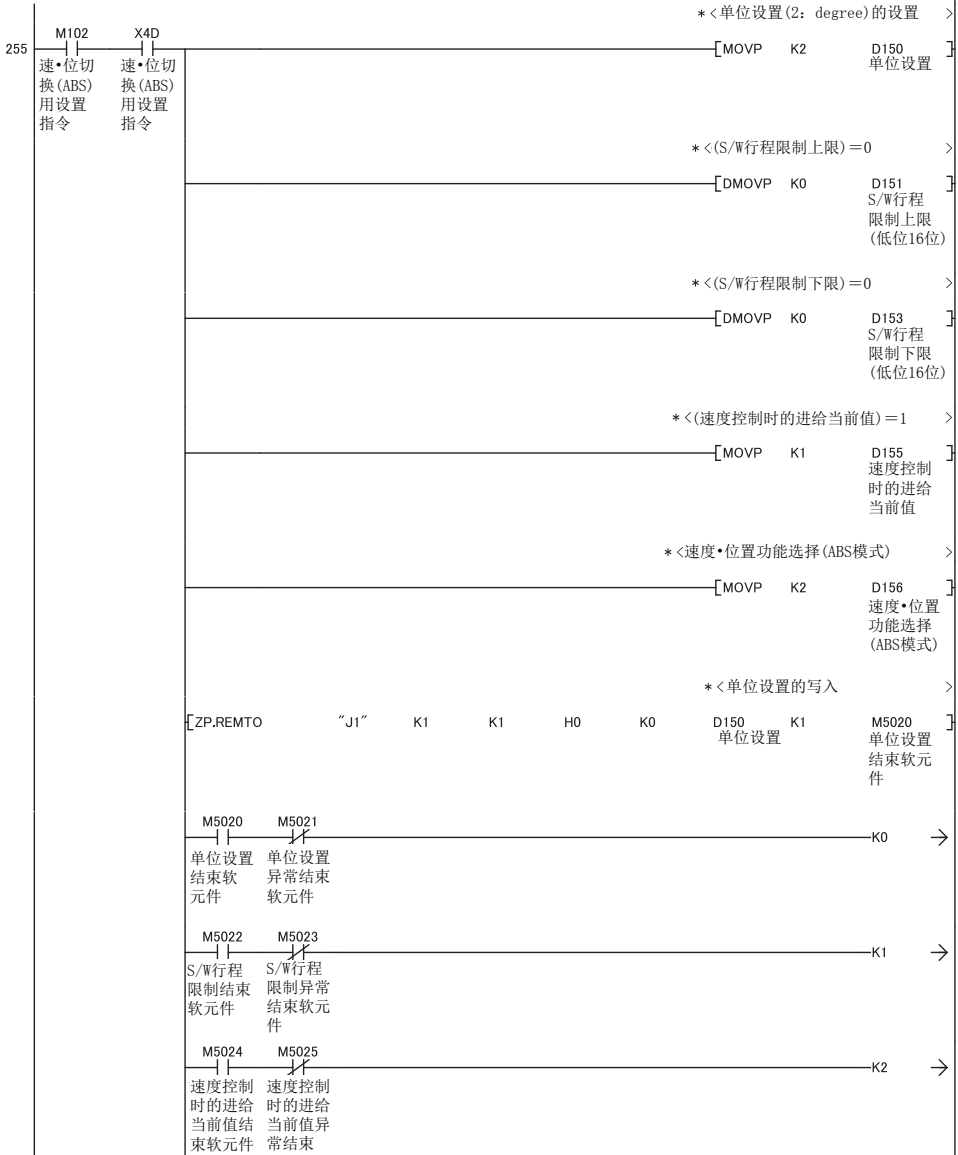 *<单位设置(2: degree)的设置 >
M102 X4D
255 [MOVP K2 D150 ]
速•位切 速•位切 单位设置
换(ABS) 换(ABS)
用设置 用设置
指令 指令
*<(S/W行程限制上限)=0 >
[DMOVP K0 D151 ]
S/W行程
限制上限
(低位16位)
*<(S/W行程限制下限)=0 >
[DMOVP K0 D153 ]
S/W行程
限制下限
(低位16位)
*<(速度控制时的进给当前值)=1 >
[MOVP K1 D155 ]
速度控制
时的进给
当前值
*<速度•位置功能选择(ABS模式) >
[MOVP K2 D156 ]
速度•位置
功能选择
(ABS模式)
*<单位设置的写入 >
[ZP.REMTO "J1" K1 K1 H0 K0 D150 K1 M5020 ]
单位设置 单位设置
结束软元
件
M5020 M5021
K0
单位设置 单位设置
结束软 异常结束
元件 软元件
M5022 M5023
K1
S/W行程 S/W行程
限制结束 限制异常
软元件 结束软元
件
M5024 M5025
K2
速度控制 速度控制
时的进给 时的进给
当前值结 当前值异
束软元件 常结束